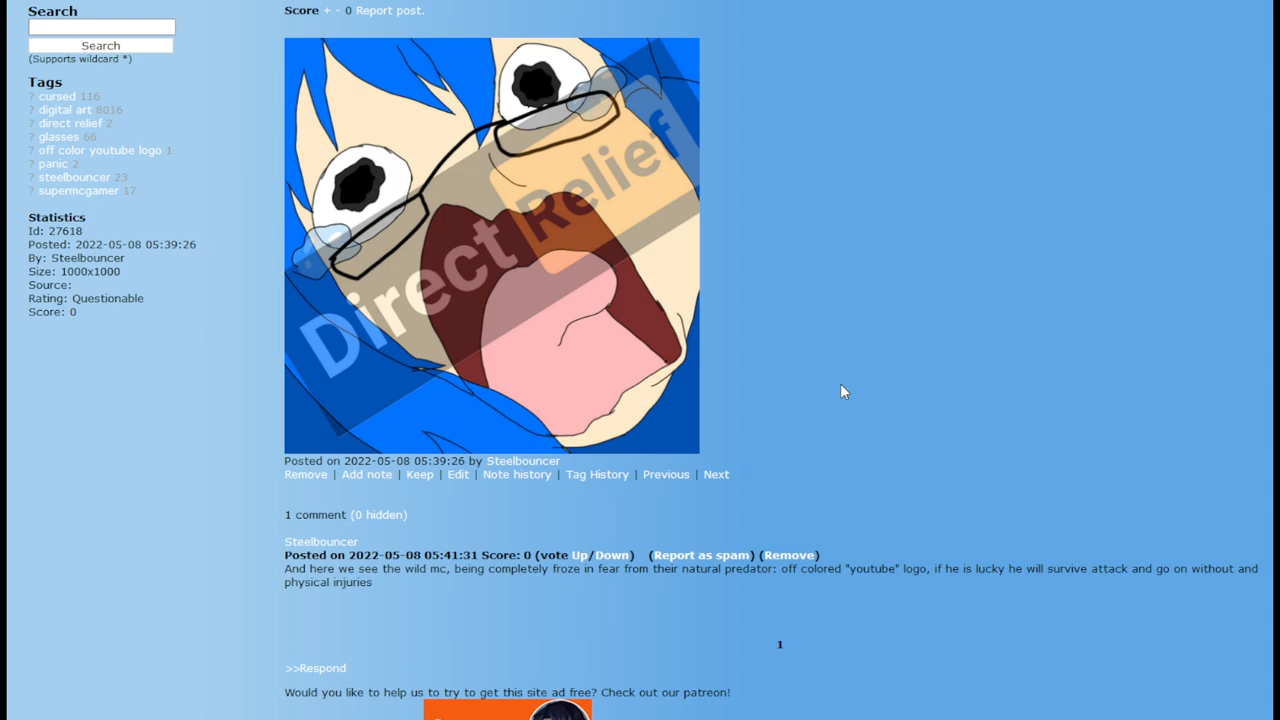 Search
Search
(Supports wildcard *)
Tags
? cursed 116
? digital art 8016
? direct relief 2
? glasses 66
? off color youtube logo 1
? panic 2
? steelbouncer 23
? supermcgamer 17
Statistics
Id: 27618
Posted: 2022-05-08 05:39:26
By: Steelbouncer
Size: 1000x1000
Source:
Rating: Questionable
Score: 0
Score + - 0 Report post.
Direct Relief
Posted on 2022-05-08 05:39:26 by Steelbouncer
Remove | Add note | Keep | Edit | Note history | Tag History | Previous | Next
1 comment (0 hidden)
Steelbouncer
Posted on 2022-05-08 05:41:31 Score: 0 (vote Up/Down) (Report as spam) (Remove)
And here we see the wild mc, being completely froze in fear from their natural predator: off colored "youtube" logo, if he is lucky he will survive attack and go on without and
physical injuries
1
>>Respond
Would you like to help us to try to get this site ad free? Check out our patreon!